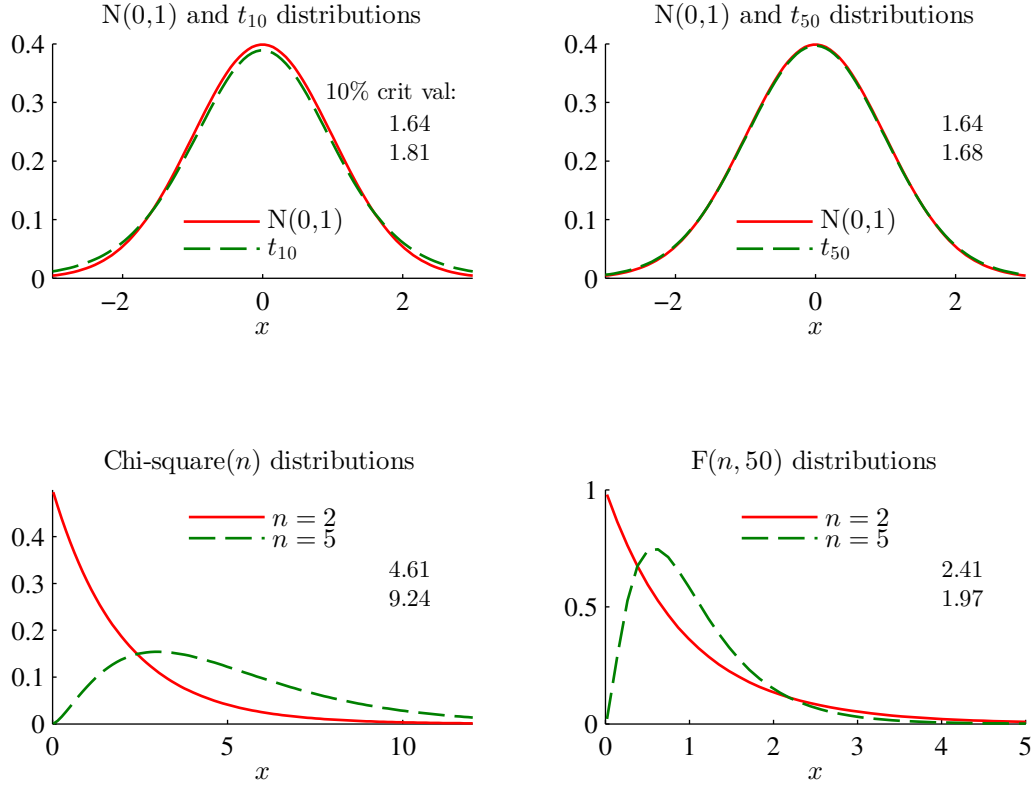 N(0,1) and t₁₀ distributions
0.4
0.3
0.2
0.1
0
10% crit val:
1.64
1.81
N(0,1)
t₁₀
−2 0 2
x
N(0,1) and t₅₀ distributions
0.4
0.3
0.2
0.1
0
1.64
1.68
N(0,1)
t₅₀
−2 0 2
x
Chi-square(n) distributions
0.4
0.3
0.2
0.1
0
n = 2
n = 5
4.61
9.24
0 5 10
x
F(n, 50) distributions
1
0.5
0
n = 2
n = 5
2.41
1.97
0 1 2 3 4 5
x